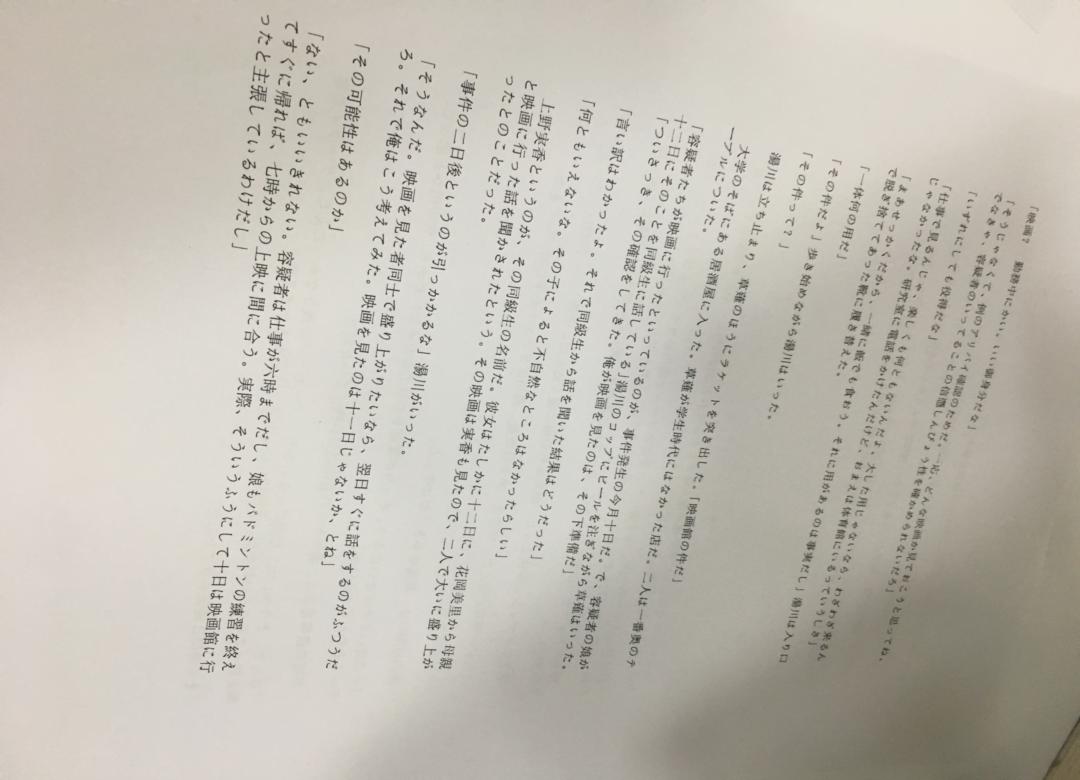 「映画？　勤務中にかい。いい御身分だな」
「そうじゃなくて、例のアリバイ確認のためだ。一応、どんな映画か見ておこうと思ってね。
でなきゃ、容疑者のいってることの信憑しんぴょう性を確かめられないだろ」
「いずれにしても役得だな」
「仕事で見るんじゃ、楽しくも何ともないんだよ。大した用じゃないなら、わざわざ来るん
じゃなかったな。研究室に電話をかけたんだけど、おまえは体育館にいるっていうしさ」
「まあせっかくだから、一緒に飯でも食おう。それに用があるのは事実だし」湯川は入り口
で脱ぎ捨ててあった靴に履き替えた。
「一体何の用だ」
「その件だよ」歩き始めながら湯川はいった。
「その件って？」
湯川は立ち止まり、草薙のほうにラケットを突き出した。「映画館の件だ」
大学のそばにある居酒屋に入った。草薙が学生時代にはなかった店だ。二人は一番奥のテ
ーブルについた。
「容疑者たちが映画に行ったといっているのが、事件発生の今月十日だ。で、容疑者の娘が
十二日にそのことを同級生に話している」湯川のコップにビールを注ぎながら草薙はいった。
「ついさっき、その確認をしてきた。俺が映画を見たのは、その下準備だ」
「言い訳はわかったよ。それで同級生から話を聞いた結果はどうだった」
「何ともいえないな。その子によると不自然なところはなかったらしい」
上野実香というのが、その同級生の名前だ。彼女はたしかに十二日に、花岡美里から母親
と映画に行った話を聞かされたという。その映画は実香も見たので、二人で大いに盛り上が
ったとのことだった。
「事件の二日後というのが引っかかるな」湯川がいった。
「そうなんだ。映画を見た者同士で盛り上がりたいなら、翌日すぐに話をするのがふつうだ
ろ。それで俺はこう考えてみた。映画を見たのは十一日じゃないか、とね」
「その可能性はあるのか」
「ない、ともいいきれない。容疑者は仕事が六時までだし、娘もバドミントンの練習を終え
てすぐに帰れば、七時からの上映に間に合う。実際、そういうふうにして十日は映画館に行
ったと主張しているわけだし」